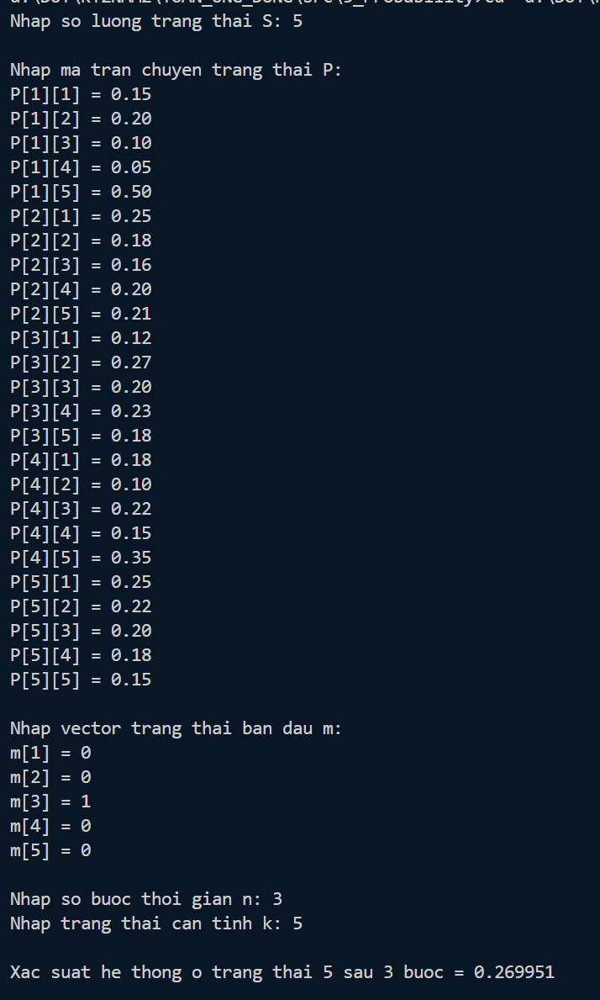 Nhap so luong trang thai S: 5
Nhap ma tran chuyen trang thai P:
P[1][1] = 0.15
P[1][2] = 0.20
P[1][3] = 0.10
P[1][4] = 0.05
P[1][5] = 0.50
P[2][1] = 0.25
P[2][2] = 0.18
P[2][3] = 0.16
P[2][4] = 0.20
P[2][5] = 0.21
P[3][1] = 0.12
P[3][2] = 0.27
P[3][3] = 0.20
P[3][4] = 0.23
P[3][5] = 0.18
P[4][1] = 0.18
P[4][2] = 0.10
P[4][3] = 0.22
P[4][4] = 0.15
P[4][5] = 0.35
P[5][1] = 0.25
P[5][2] = 0.22
P[5][3] = 0.20
P[5][4] = 0.18
P[5][5] = 0.15
Nhap vector trang thai ban dau m:
m[1] = 0
m[2] = 0
m[3] = 1
m[4] = 0
m[5] = 0
Nhap so buoc thoi gian n: 3
Nhap trang thai can tinh k: 5
Xac suat he thong o trang thai 5 sau 3 buoc = 0.269951